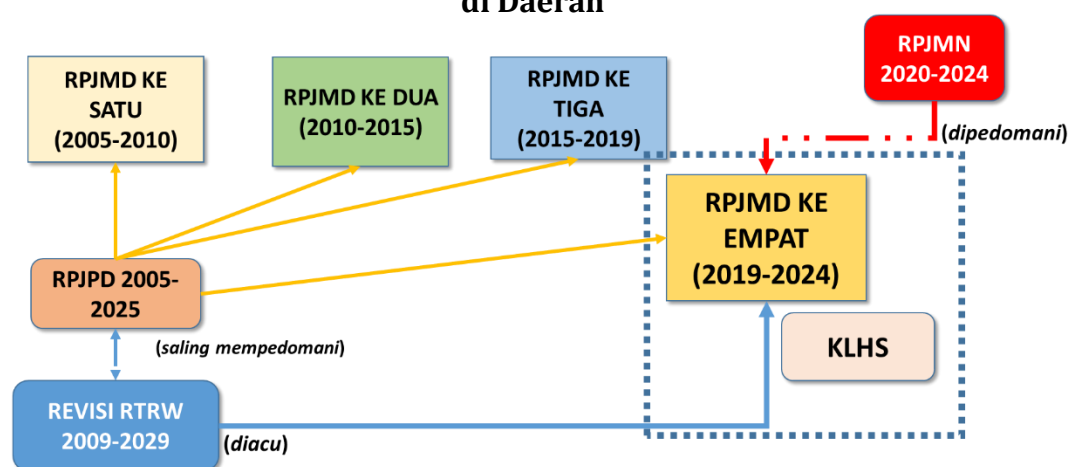 di Daerah
RPJMD KE
SATU
(2005-2010)
RPJMD KE DUA
(2010-2015)
RPJMD KE
TIGA
(2015-2019)
RPJMN
2020-2024
(dipedomani)
RPJMD KE
EMPAT
(2019-2024)
RPJPD 2005-
2025
(saling mempedomani)
KLHS
REVISI RTRW
2009-2029
(diacu)